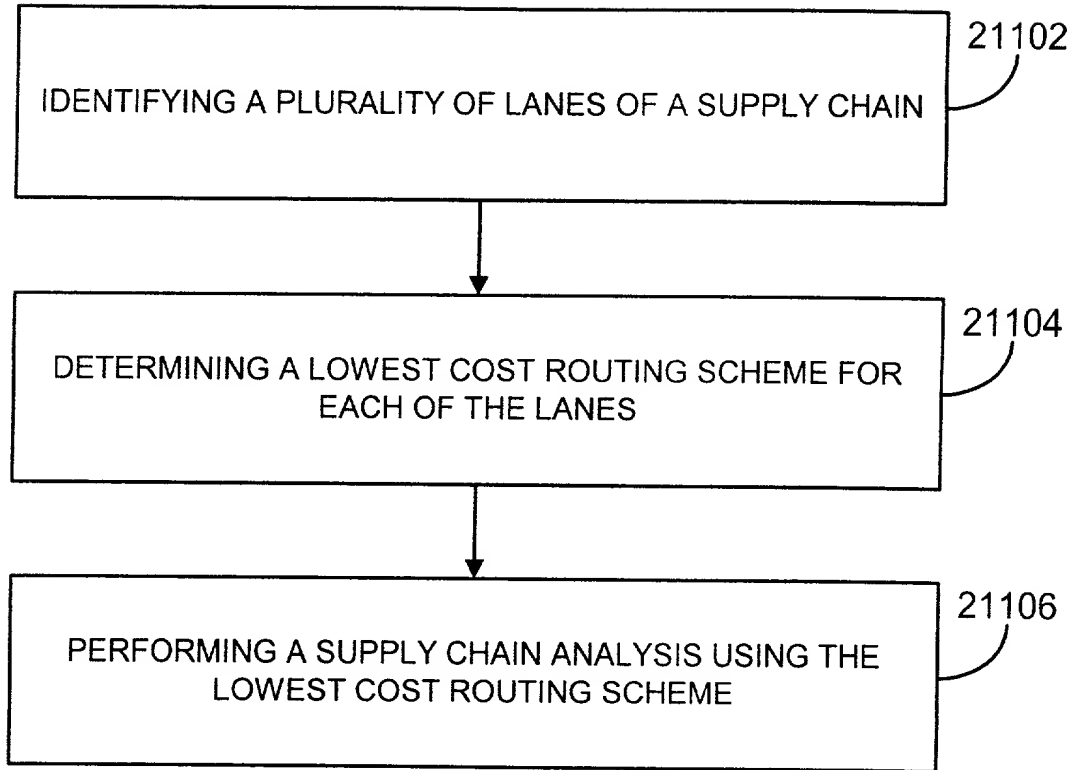 21102
IDENTIFYING A PLURALITY OF LANES OF A SUPPLY CHAIN
21104
DETERMINING A LOWEST COST ROUTING SCHEME FOR
EACH OF THE LANES
21106
PERFORMING A SUPPLY CHAIN ANALYSIS USING THE
LOWEST COST ROUTING SCHEME